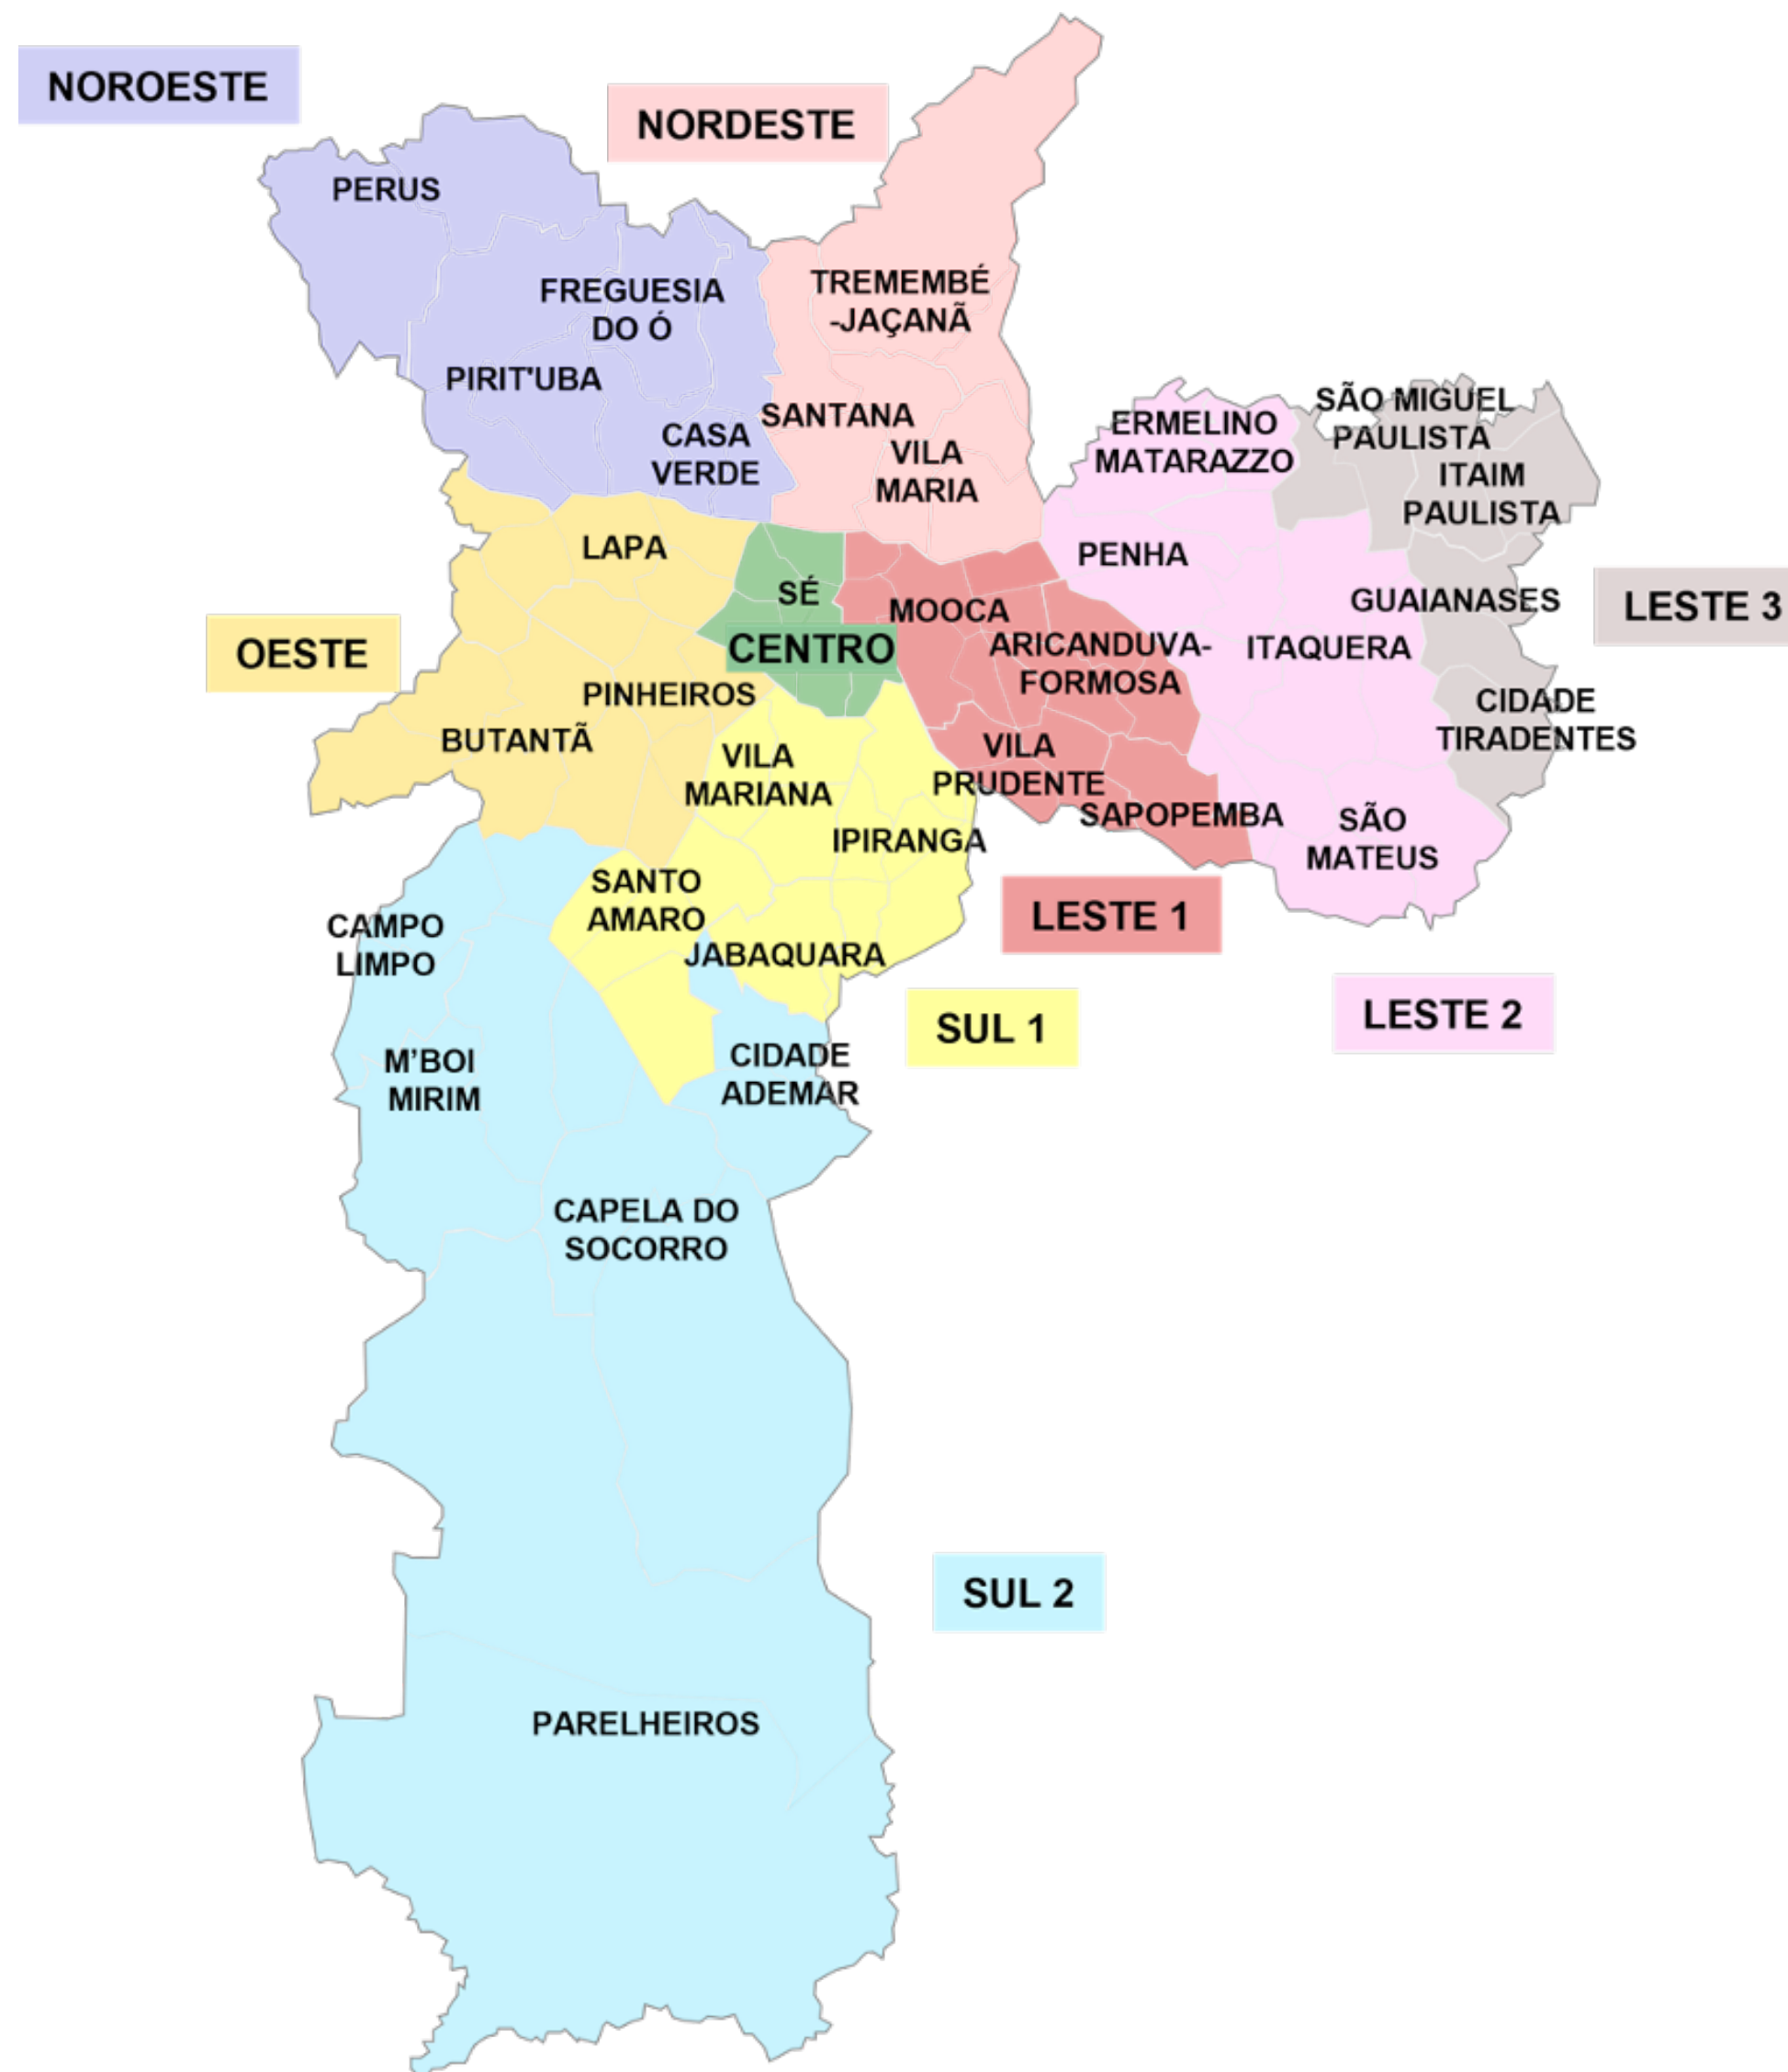 NOROESTE
NORDESTE
PERUS
FREGUESIA
DO Ó
PIRIT'UBA
CASA
VERDE
TREMEMBÉ
-JAÇANÃ
SANTANA
VILA
MARIA
ERMELINO
MATARAZZO
SÃO MIGUEL
PAULISTA
ITAIM
PAULISTA
LAPA
SÉ
CENTRO
PENHA
MOOCA
ARICANDUVA-
FORMOSA
GUAIANASES
LESTE 3
ITAQUERA
OESTE
PINHEIROS
BUTANTÃ
VILA
MARIANA
VILA
PRUDENTE
SAPOPEMBA
CIDADE
TIRADENTES
SÃO
MATEUS
IPIRANGA
SANTO
AMARO
JABAQUARA
LESTE 1
CAMPO
LIMPO
SUL 1
LESTE 2
M’BOI
MIRIM
CIDADE
ADEMAR
CAPELA DO
SOCORRO
SUL 2
PARELHEIROS